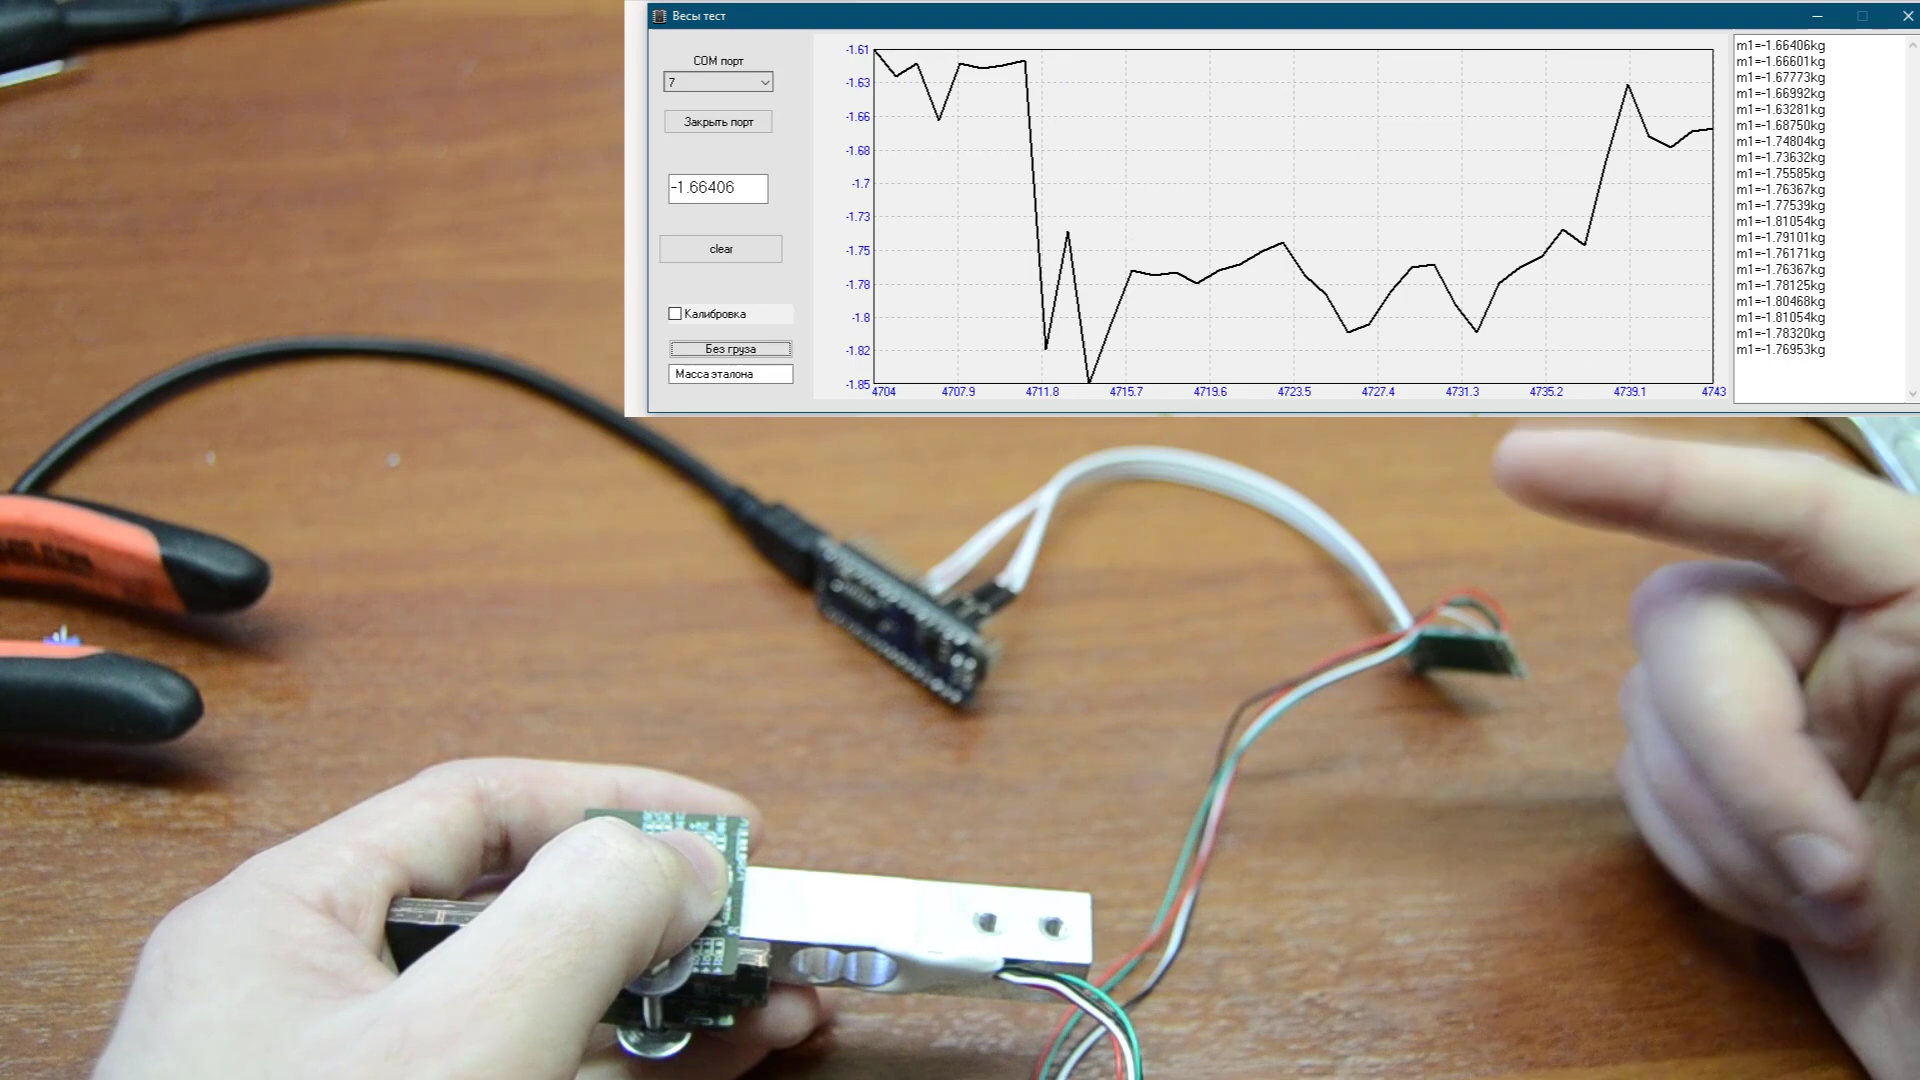 Весы тест
COM порт
7
Закрыть порт
-1.66406
clear
Калибровка
Без груза
Масса эталона
-1.61
-1.63
-1.66
-1.68
-1.7
-1.73
-1.75
-1.78
-1.8
-1.82
-1.85
4704 4707.9 4711.8 4715.7 4719.6 4723.5 4727.4 4731.3 4735.2 4739.1 4743
m1=-1.66406kg
m1=-1.66601kg
m1=-1.67773kg
m1=-1.66992kg
m1=-1.63281kg
m1=-1.68750kg
m1=-1.74804kg
m1=-1.73632kg
m1=-1.75585kg
m1=-1.76367kg
m1=-1.77539kg
m1=-1.81054kg
m1=-1.79101kg
m1=-1.76171kg
m1=-1.76367kg
m1=-1.78125kg
m1=-1.80468kg
m1=-1.81054kg
m1=-1.78320kg
m1=-1.76953kg